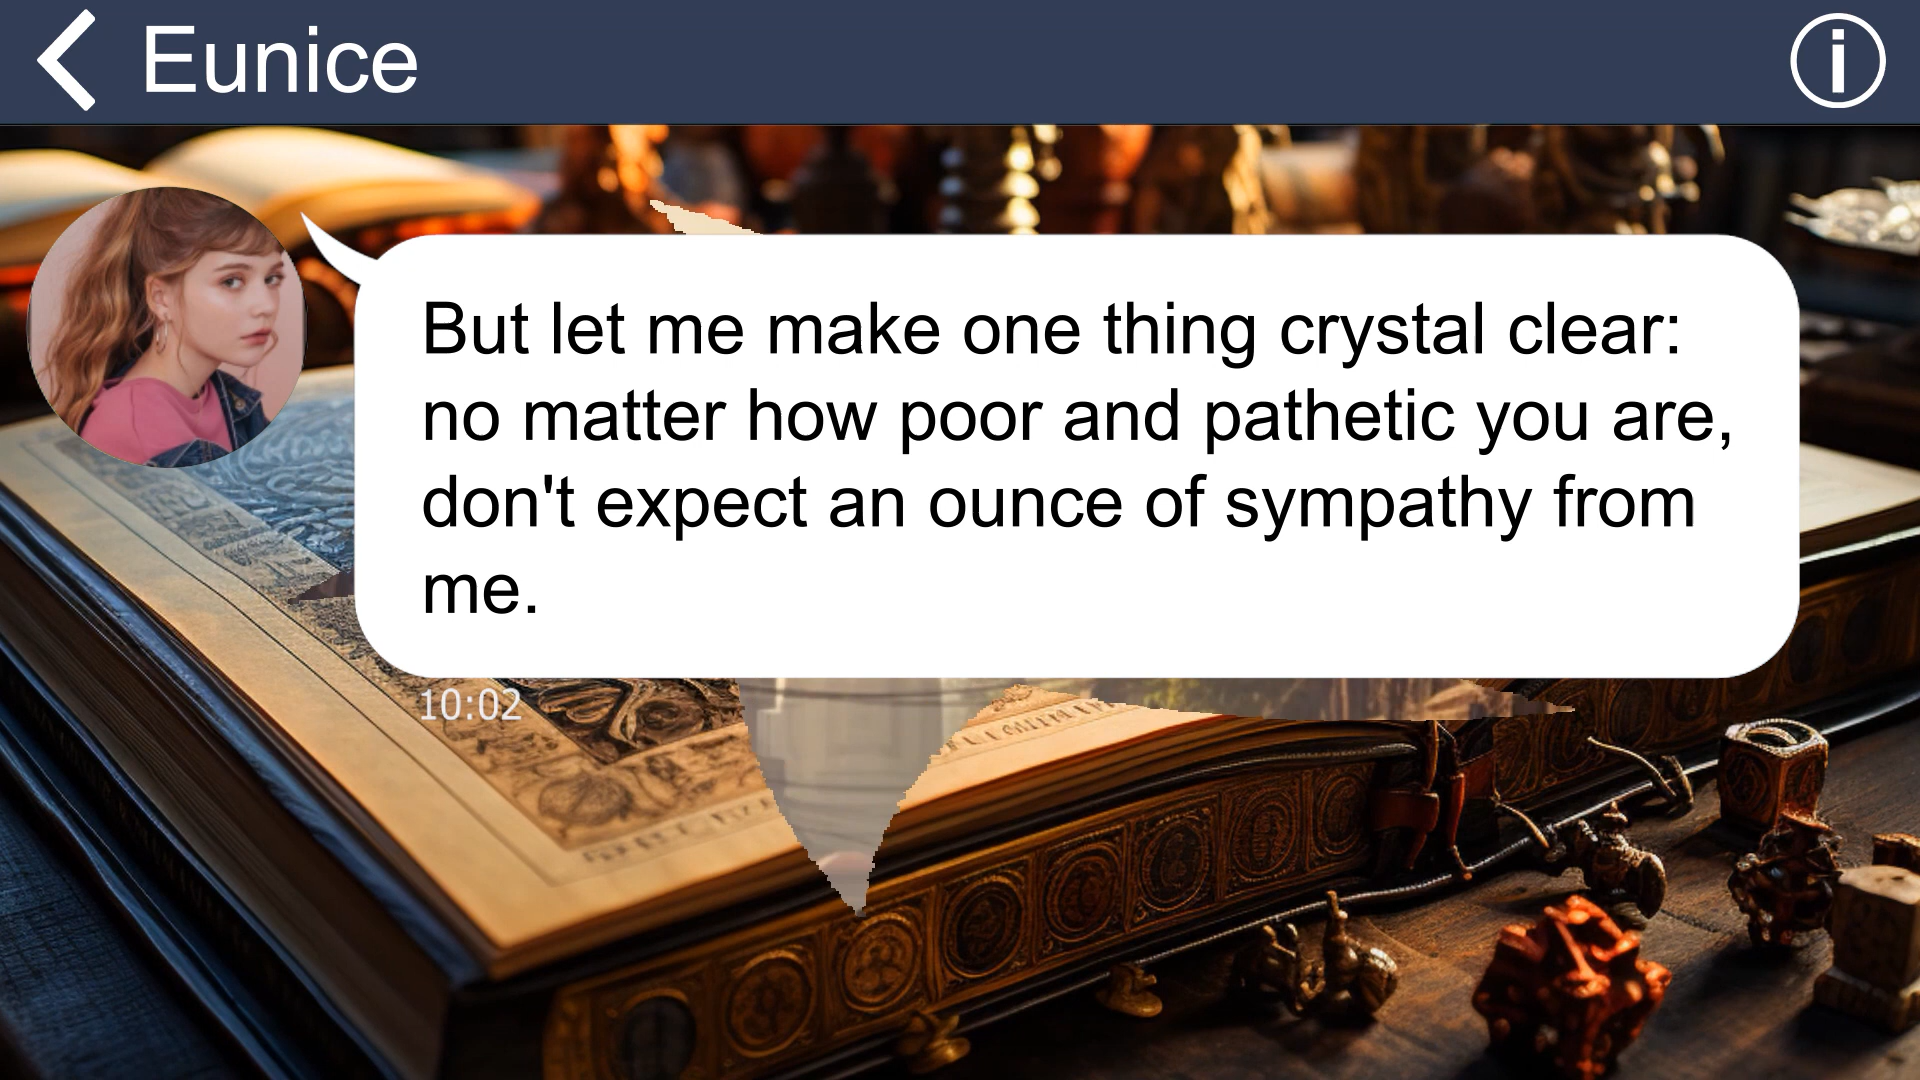 Eunice
But let me make one thing crystal clear:
no matter how poor and pathetic you are,
don't expect an ounce of sympathy from
me.
10:02